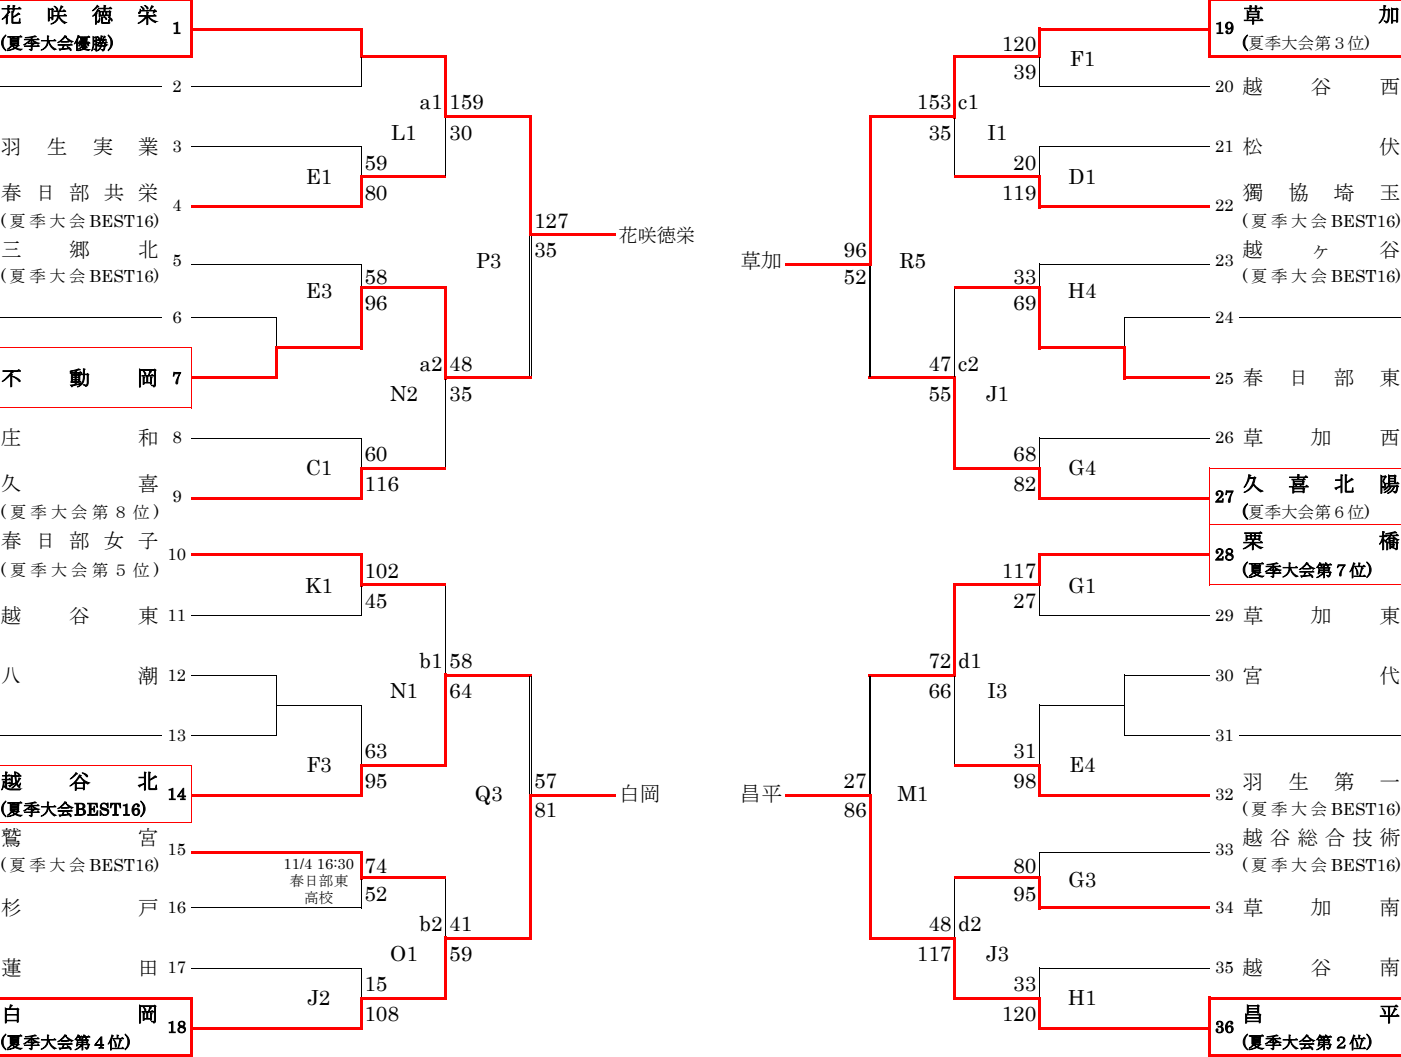 花咲徳栄 1
(夏季大会優勝)
2
羽生実業 3
春日部共栄 4
(夏季大会BEST16)
三郷北 5
(夏季大会BEST16)
6
不動岡 7
庄和 8
久喜 9
(夏季大会第8位)
春日部女子 10
(夏季大会第5位)
越谷東 11
八潮 12
13
越谷北 14
(夏季大会BEST16)
鷲宮 15
(夏季大会BEST16)
杉戸 16
蓮田 17
白岡 18
(夏季大会第4位)
a1 159
L1 30
E1 59
80
E3 58
96
a2 48
N2 35
C1 60
116
P3 127
35
花咲徳栄
K1 102
45
b1 58
N1 64
F3 63
95
Q3 57
81
白岡
11/4 16:30
春日部東
高校
74
52
b2 41
O1 59
J2 15
108
草加
96 R5
52
153 c1
35 I1
120 F1
39
20 D1
119
33 H4
69
47 c2
55 J1
68 G4
82
昌平
27 M1
86
117 G1
27
72 d1
66 I3
31 E4
98
80 G3
95
48 d2
117 J3
33 H1
120
19 草加
(夏季大会第3位)
20 越谷西
21 松伏
22 獨協埼玉
(夏季大会BEST16)
23 越ヶ谷
(夏季大会BEST16)
24
25 春日部東
26 草加西
27 久喜北陽
(夏季大会第6位)
28 栗橋
(夏季大会第7位)
29 草加東
30 宮代
31
32 羽生第一
(夏季大会BEST16)
33 越谷総合技術
(夏季大会BEST16)
34 草加南
35 越谷南
36 昌平
(夏季大会第2位)